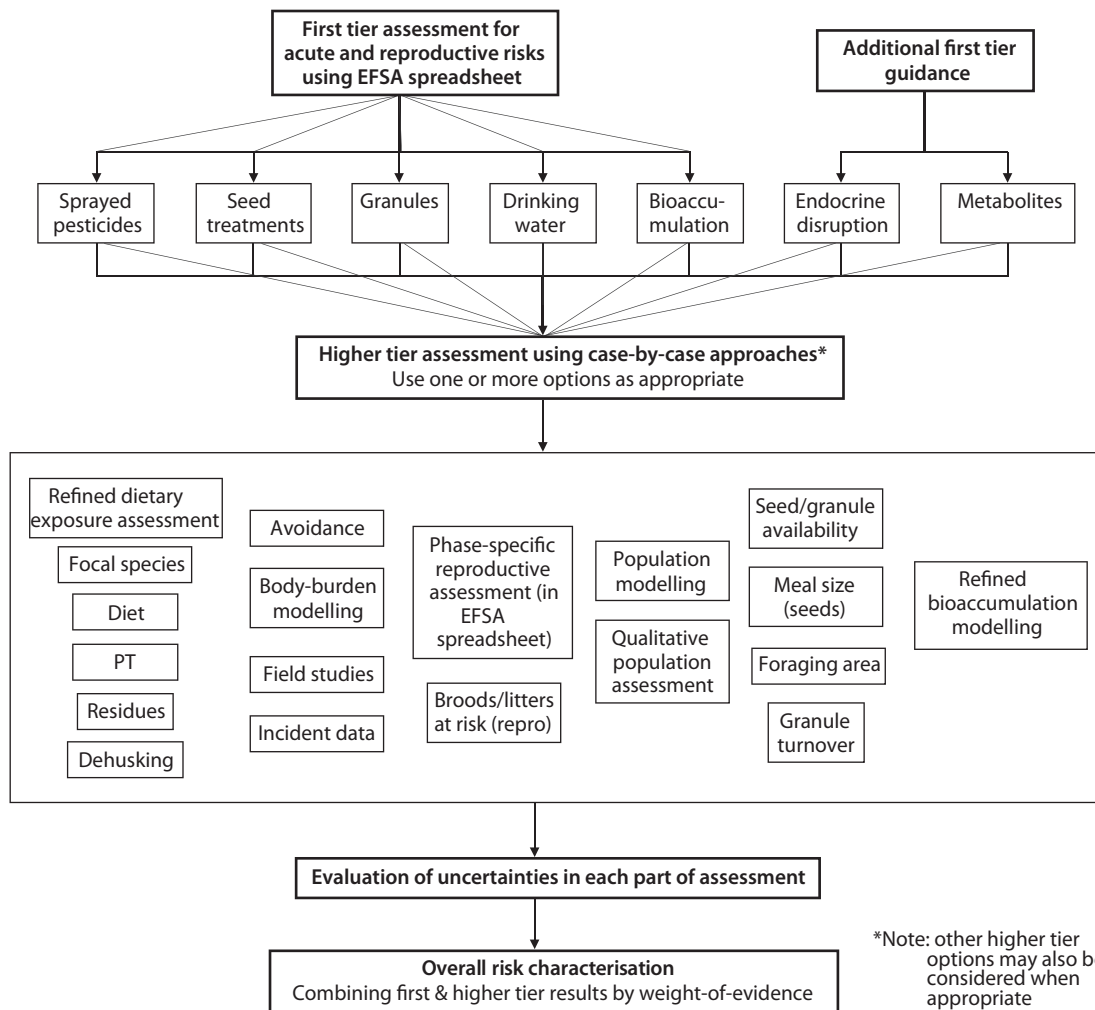 First tier assessment for
acute and reproductive risks
using EFSA spreadsheet
Additional first tier
guidance
Sprayed
pesticides
Seed
treatments
Granules
Drinking
water
Bioaccu-
mulation
Endocrine
disruption
Metabolites
Higher tier assessment using case-by-case approaches*
Use one or more options as appropriate
Refined dietary
exposure assessment
Focal species
Diet
PT
Residues
Dehusking
Avoidance
Body-burden
modelling
Field studies
Incident data
Phase-specific
reproductive
assessment (in
EFSA
spreadsheet)
Broods/litters
at risk (repro)
Population
modelling
Qualitative
population
assessment
Seed/granule
availability
Meal size
(seeds)
Foraging area
Granule
turnover
Refined
bioaccumulation
modelling
Evaluation of uncertainties in each part of assessment
Overall risk characterisation
Combining first & higher tier results by weight-of-evidence
*Note: other higher tier
options may also be
considered when
appropriate